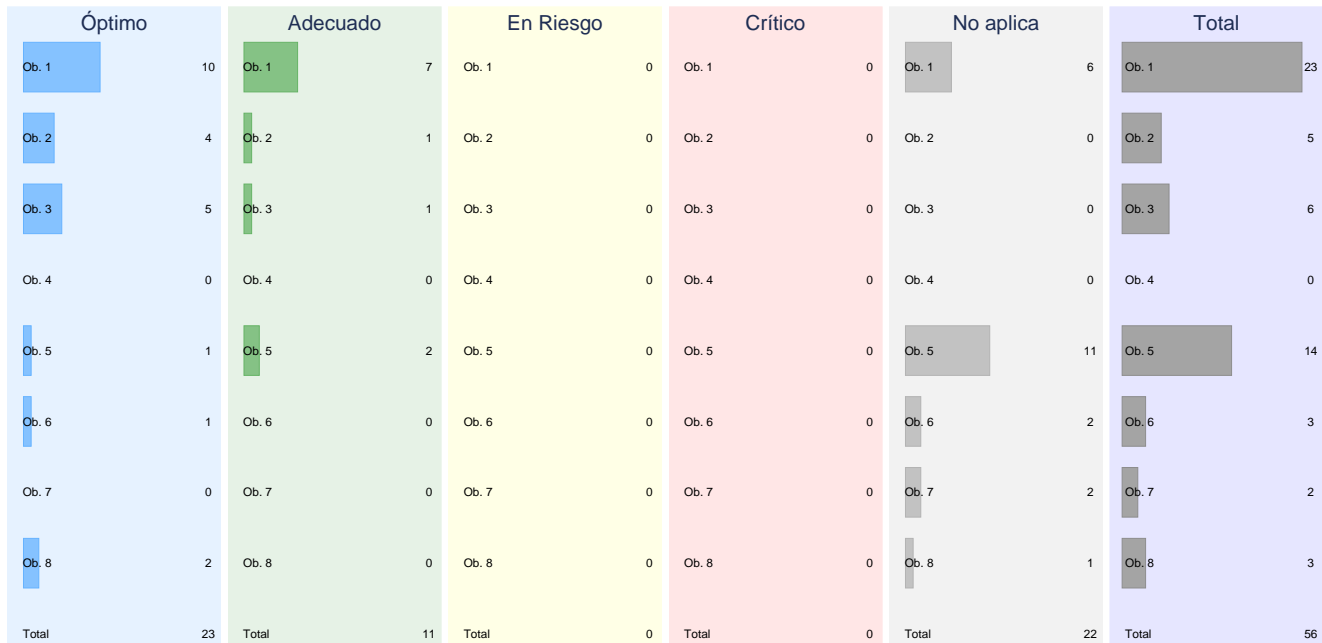 Óptimo Adecuado En Riesgo Crítico No aplica Total
Ob. 1 10 Ob. 1 7 Ob. 1 0 Ob. 1 0 Ob. 1 6 Ob. 1 23
Ob. 2 4 Ob. 2 1 Ob. 2 0 Ob. 2 0 Ob. 2 0 Ob. 2 5
Ob. 3 5 Ob. 3 1 Ob. 3 0 Ob. 3 0 Ob. 3 0 Ob. 3 6
Ob. 4 0 Ob. 4 0 Ob. 4 0 Ob. 4 0 Ob. 4 0 Ob. 4 0
Ob. 5 1 Ob. 5 2 Ob. 5 0 Ob. 5 0 Ob. 5 11 Ob. 5 14
Ob. 6 1 Ob. 6 0 Ob. 6 0 Ob. 6 0 Ob. 6 2 Ob. 6 3
Ob. 7 0 Ob. 7 0 Ob. 7 0 Ob. 7 0 Ob. 7 2 Ob. 7 2
Ob. 8 2 Ob. 8 0 Ob. 8 0 Ob. 8 0 Ob. 8 1 Ob. 8 3
Total 23 Total 11 Total 0 Total 0 Total 22 Total 56